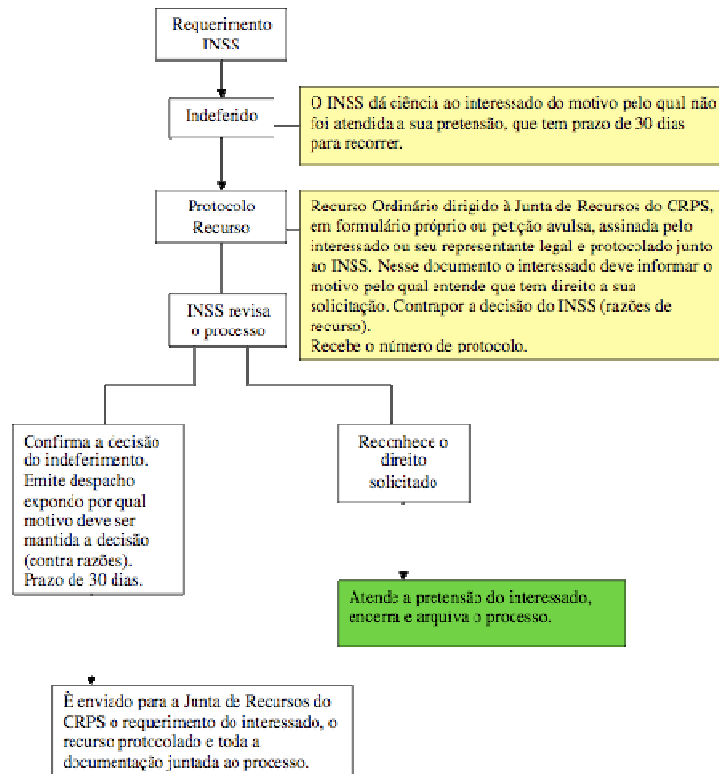 Requerimento
INSS
Indeferido
O INSS dá ciência ao interessado do motivo pelo qual não
foi atendida a sua pretensão, que tem prazo de 30 dias
para recorrer.
Protocolo
Recurso
Recurso Ordinário dirigido à Junta de Recursos do CRPS,
em formulário próprio ou petição avulsa, assinada pelo
interessado ou seu representante legal e protocolado junto
ao INSS. Nesse documento o interessado deve informar o
motivo pelo qual entende que tem direito a sua
solicitação. Contrapor a decisão do INSS (razões de
recurso).
Recebe o número de protocolo.
INSS revisa
o processo
Confirma a decisão
do indeferimento.
Emite despacho
expondo por qual
motivo deve ser
mantida a decisão
(contra razões).
Prazo de 30 dias.
Reconhece o
direito
solicitado
Atende a pretensão do interessado,
encerra e arquiva o processo.
È enviado para a Junta de Recursos do
CRPS o requerimento do interessado, o
recurso protocolado e toda a
documentação juntada ao processo.